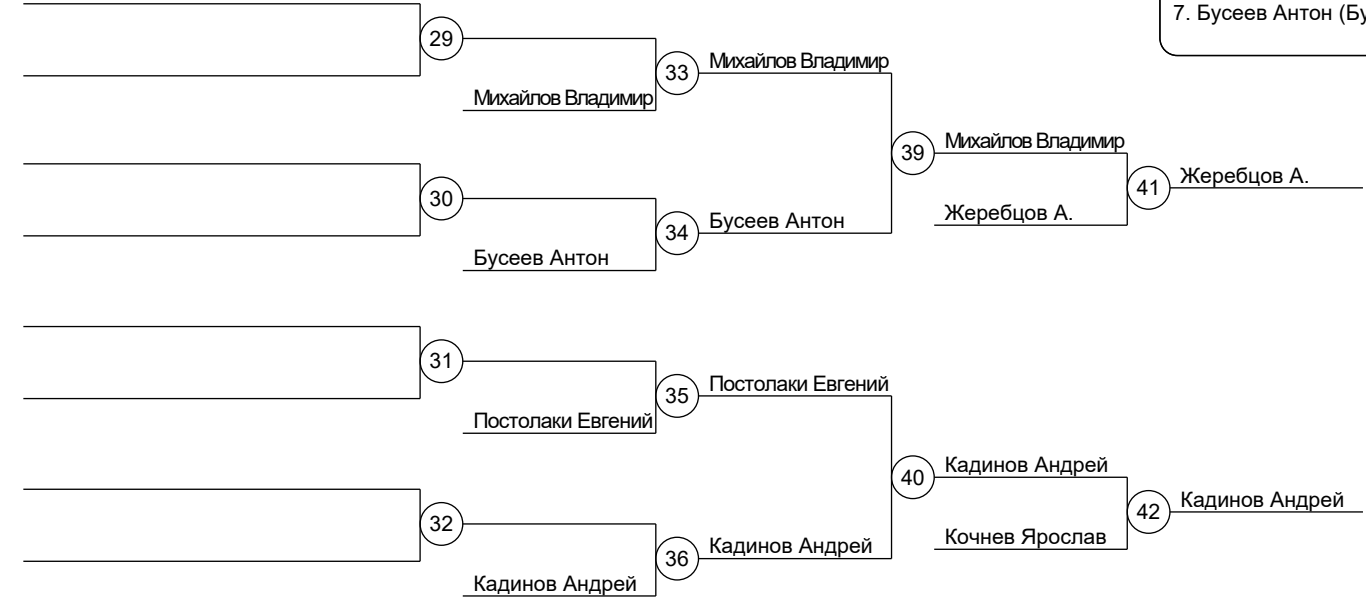 7. Бусеев Антон (Бу
29
33
Михайлов Владимир
Михайлов Владимир
39
Михайлов Владимир
41
Жеребцов А.
30
34
Бусеев Антон
Жеребцов А.
Бусеев Антон
31
35
Постолаки Евгений
Постолаки Евгений
40
Кадинов Андрей
42
Кадинов Андрей
32
36
Кадинов Андрей
Кочнев Ярослав
Кадинов Андрей